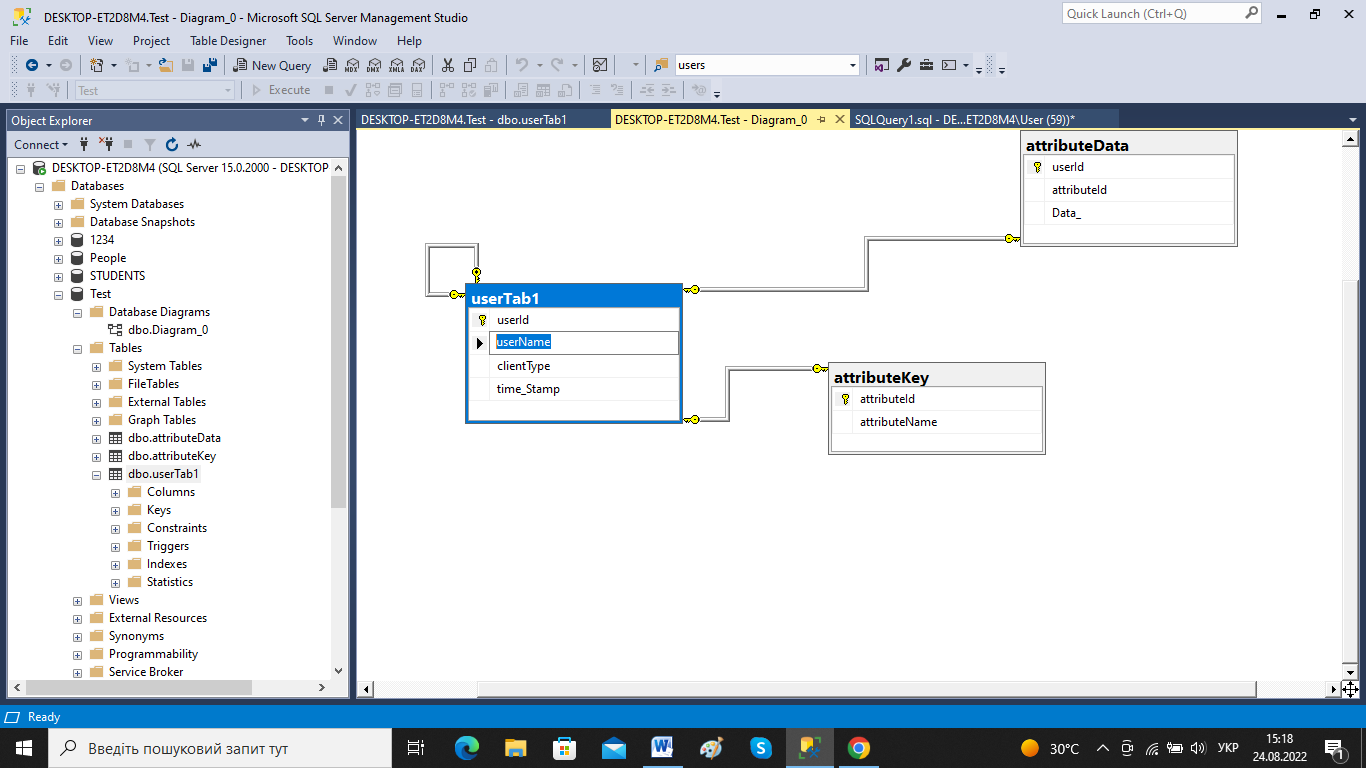 DESKTOP-ET2D8M4.Test - Diagram_0 - Microsoft SQL Server Management Studio
Quick Launch (Ctrl+Q)
File Edit View Project Table Designer Tools Window Help
New Query MDX DMX XMLA DAX users
Test Execute
Object Explorer
DESKTOP-ET2D8M4.Test - dbo.userTab1
DESKTOP-ET2D8M4.Test - Diagram_0
SQLQuery1.sql - DE...ET2D8M4\User (59))*
Connect
DESKTOP-ET2D8M4 (SQL Server 15.0.2000 - DESKTOP
Databases
System Databases
Database Snapshots
1234
People
STUDENTS
Test
Database Diagrams
dbo.Diagram_0
Tables
System Tables
FileTables
External Tables
Graph Tables
dbo.attributeData
dbo.attributeKey
dbo.userTab1
Columns
Keys
Constraints
Triggers
Indexes
Statistics
Views
External Resources
Synonyms
Programmability
Service Broker
attributeData
userId
attributeId
Data_
userTab1
userId
userName
clientType
time_Stamp
attributeKey
attributeId
attributeName
Ready
Введіть пошуковий запит тут
30°C
УКР
15:18
24.08.2022
1